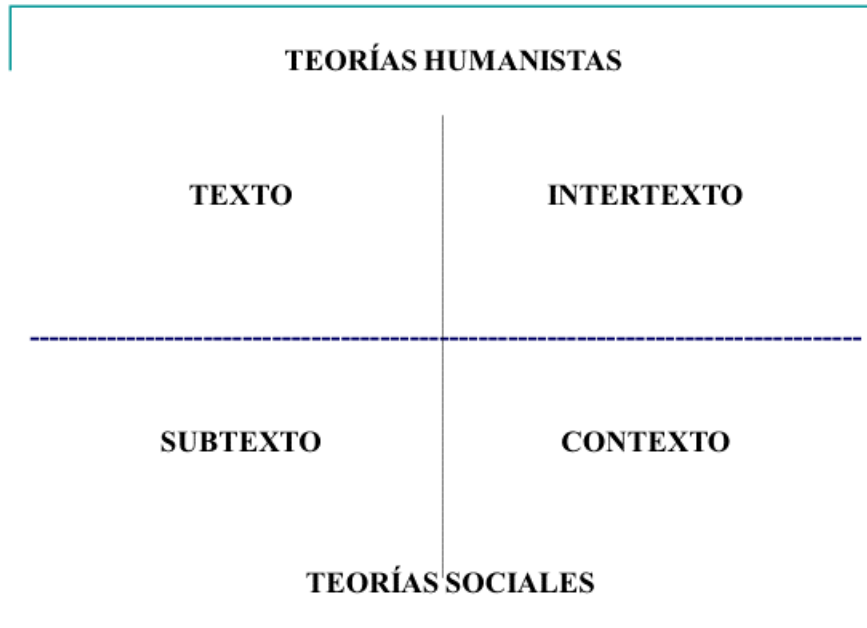 TEORÍAS HUMANISTAS
TEXTO INTERTEXTO
SUBTEXTO CONTEXTO
TEORÍAS SOCIALES